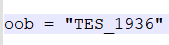 oob = "TES_1936"